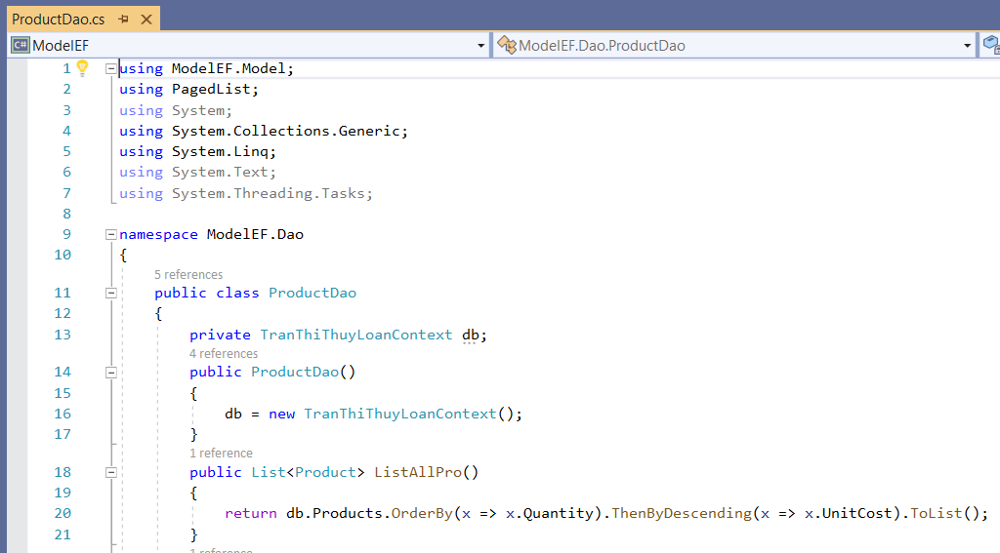 ProductDao.cs
C# ModelEF
ModelEF.Dao.ProductDao
1 using ModelEF.Model;
2 using PagedList;
3 using System;
4 using System.Collections.Generic;
5 using System.Linq;
6 using System.Text;
7 using System.Threading.Tasks;
8
9 namespace ModelEF.Dao
10 {
5 references
11 public class ProductDao
12 {
13 private TranThiThuyLoanContext db;
4 references
14 public ProductDao()
15 {
16 db = new TranThiThuyLoanContext();
17 }
1 reference
18 public List<Product> ListAllPro()
19 {
20 return db.Products.OrderBy(x => x.Quantity).ThenByDescending(x => x.UnitCost).ToList();
21 }
1 reference